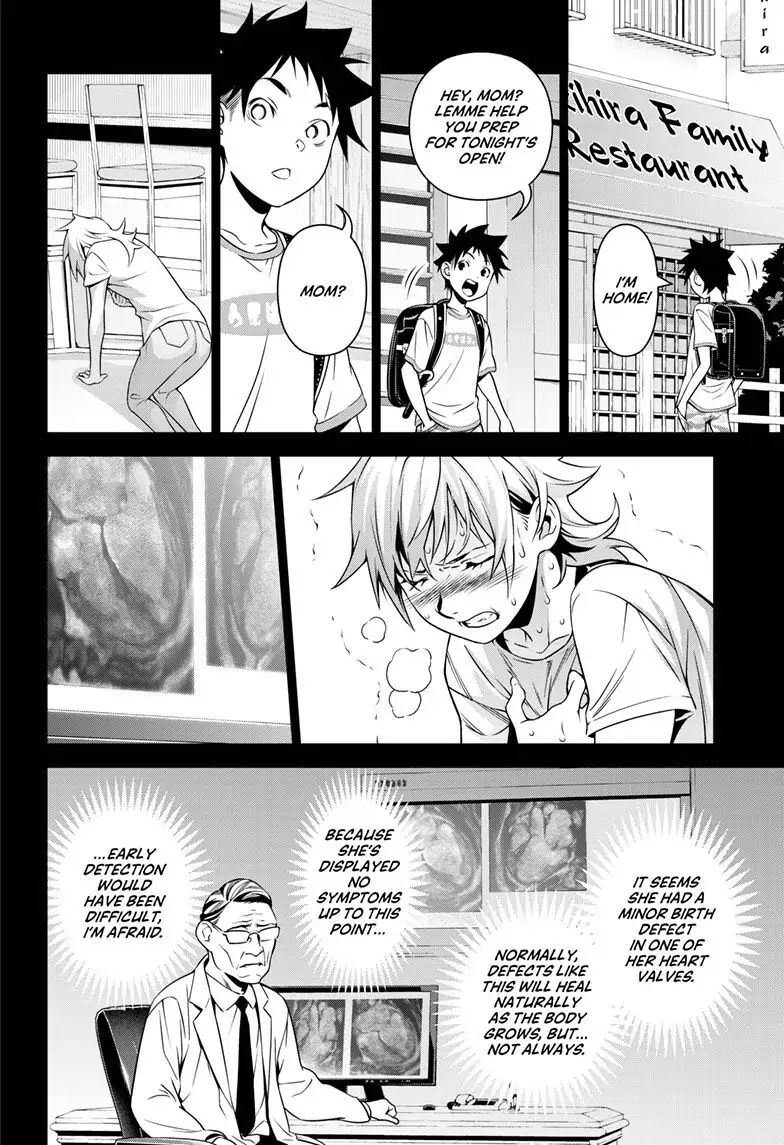 kira
kihira Family
Restaurant
I'M
HOME!
HEY, MOM?
LEMME HELP
YOU PREP
FOR TONIGHT'S
OPEN!
MOM?
IT SEEMS
SHE HAD A
MINOR BIRTH
DEFECT
IN ONE OF
HER HEART
VALVES.
NORMALLY,
DEFECTS LIKE
THIS WILL HEAL
NATURALLY
AS THE BODY
GROWS, BUT...
NOT ALWAYS.
BECAUSE
SHE'S
DISPLAYED
NO
SYMPTOMS
UP TO THIS
POINT...
...EARLY
DETECTION
WOULD
HAVE BEEN
DIFFICULT,
I'M AFRAID.